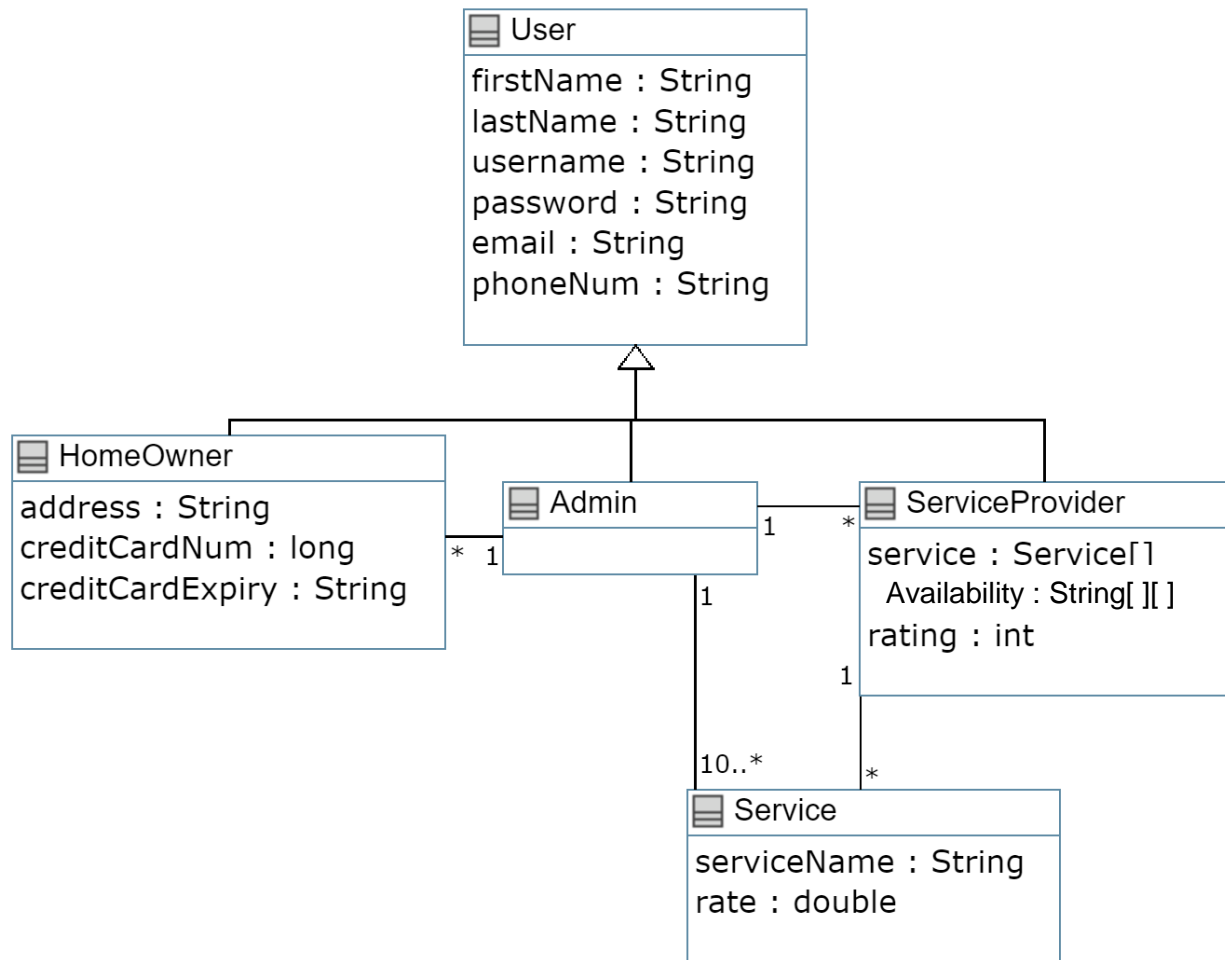 User
firstName : String
lastName : String
username : String
password : String
email : String
phoneNum : String
HomeOwner
address : String
creditCardNum : long
creditCardExpiry : String
* 1
Admin
1 *
ServiceProvider
service : Service[]
Availability : String[ ][ ]
rating : int
1
1
10..*
*
Service
serviceName : String
rate : double